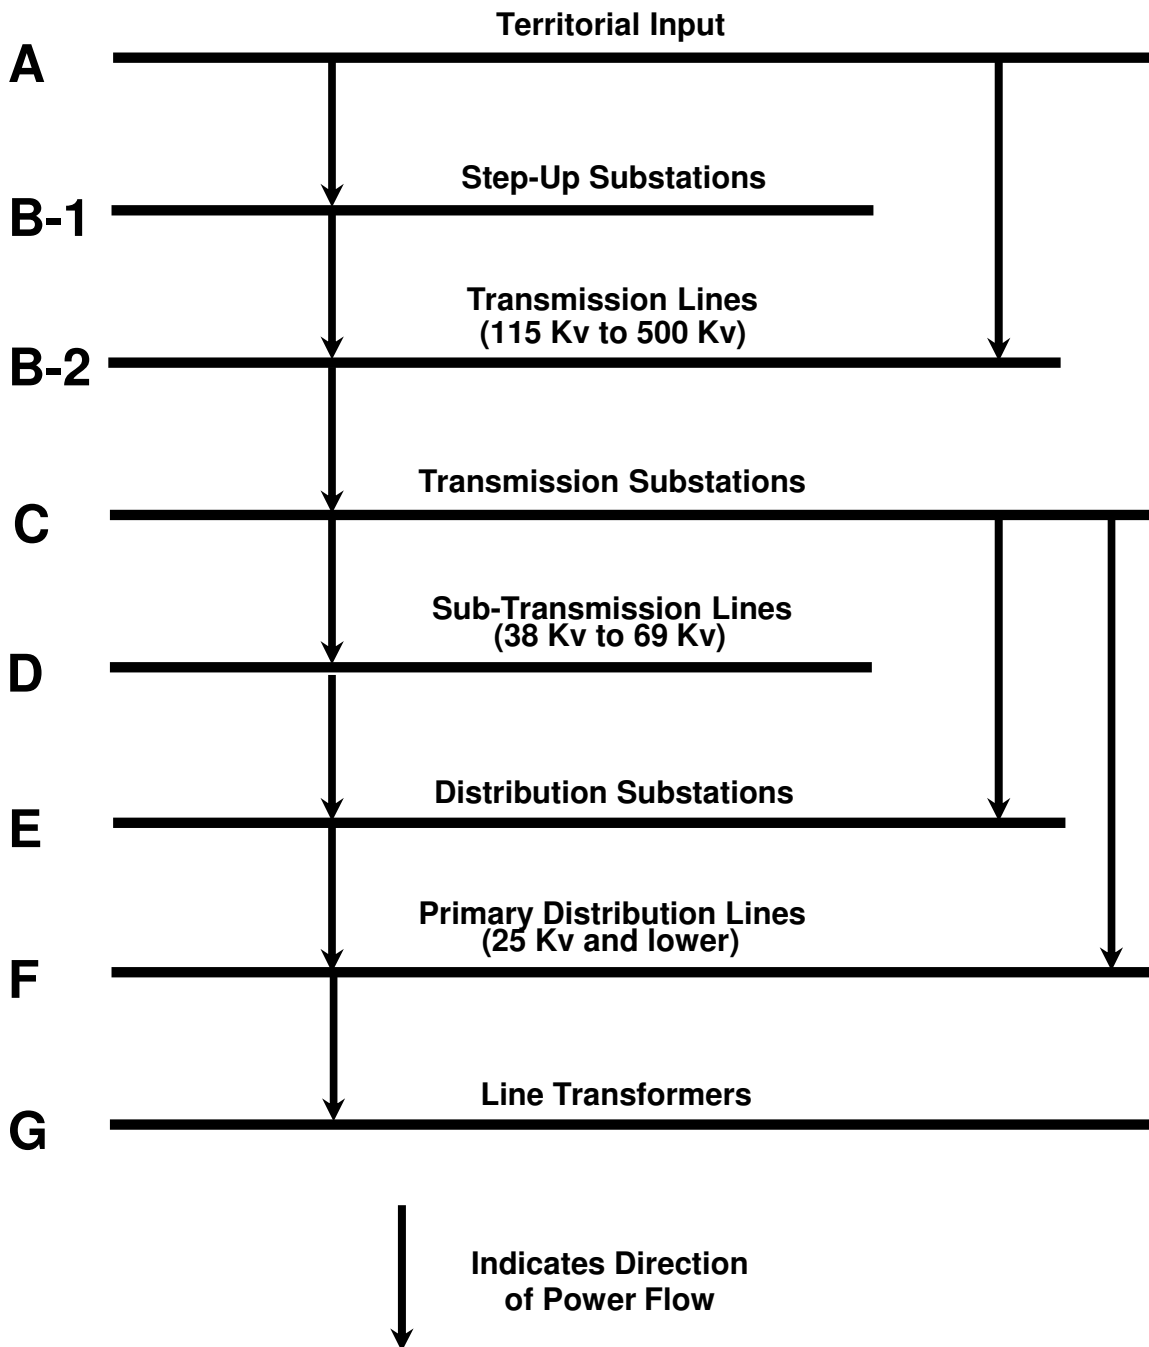 Territorial Input
A
Step-Up Substations
B-1
Transmission Lines
(115 Kv to 500 Kv)
B-2
Transmission Substations
C
Sub-Transmission Lines
(38 Kv to 69 Kv)
D
Distribution Substations
E
Primary Distribution Lines
(25 Kv and lower)
F
Line Transformers
G
Indicates Direction
of Power Flow